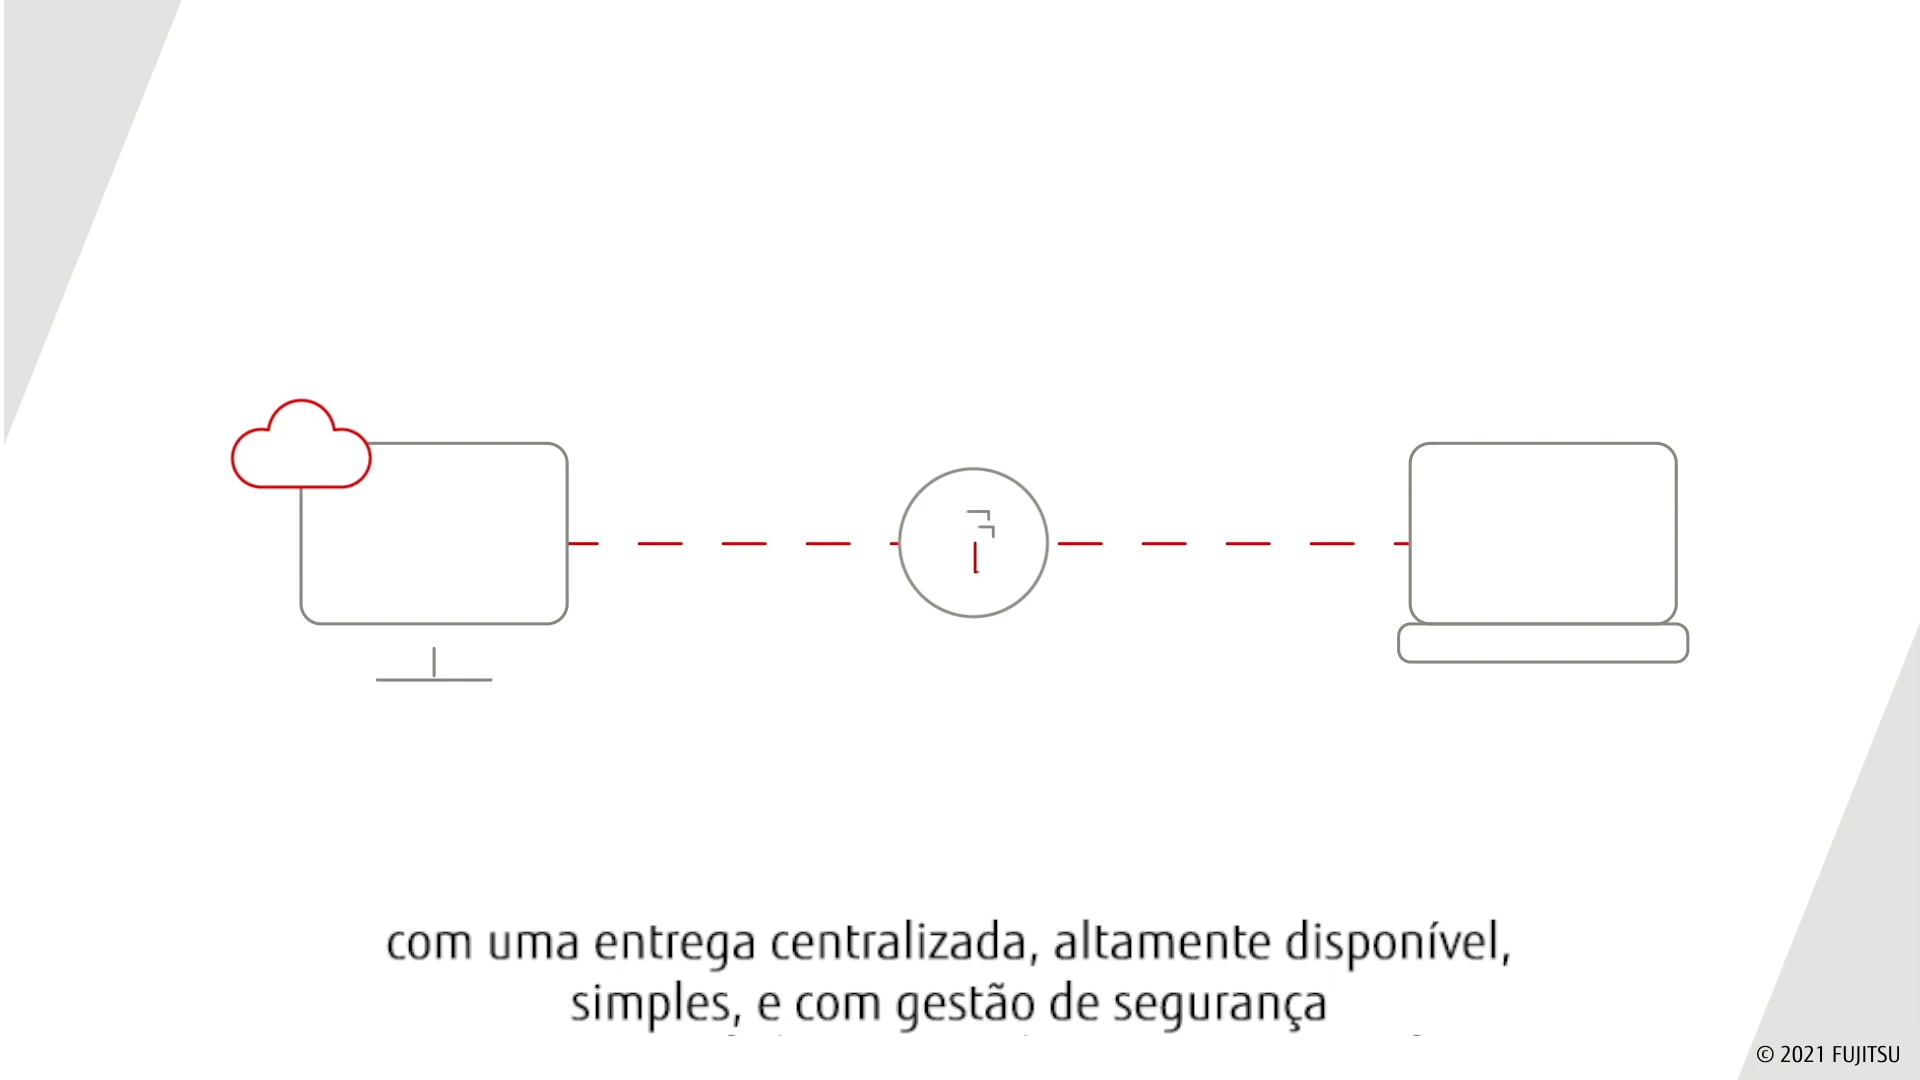 com uma entrega centralizada, altamente disponível,
simples, e com gestão de segurança
© 2021 FUJITSU